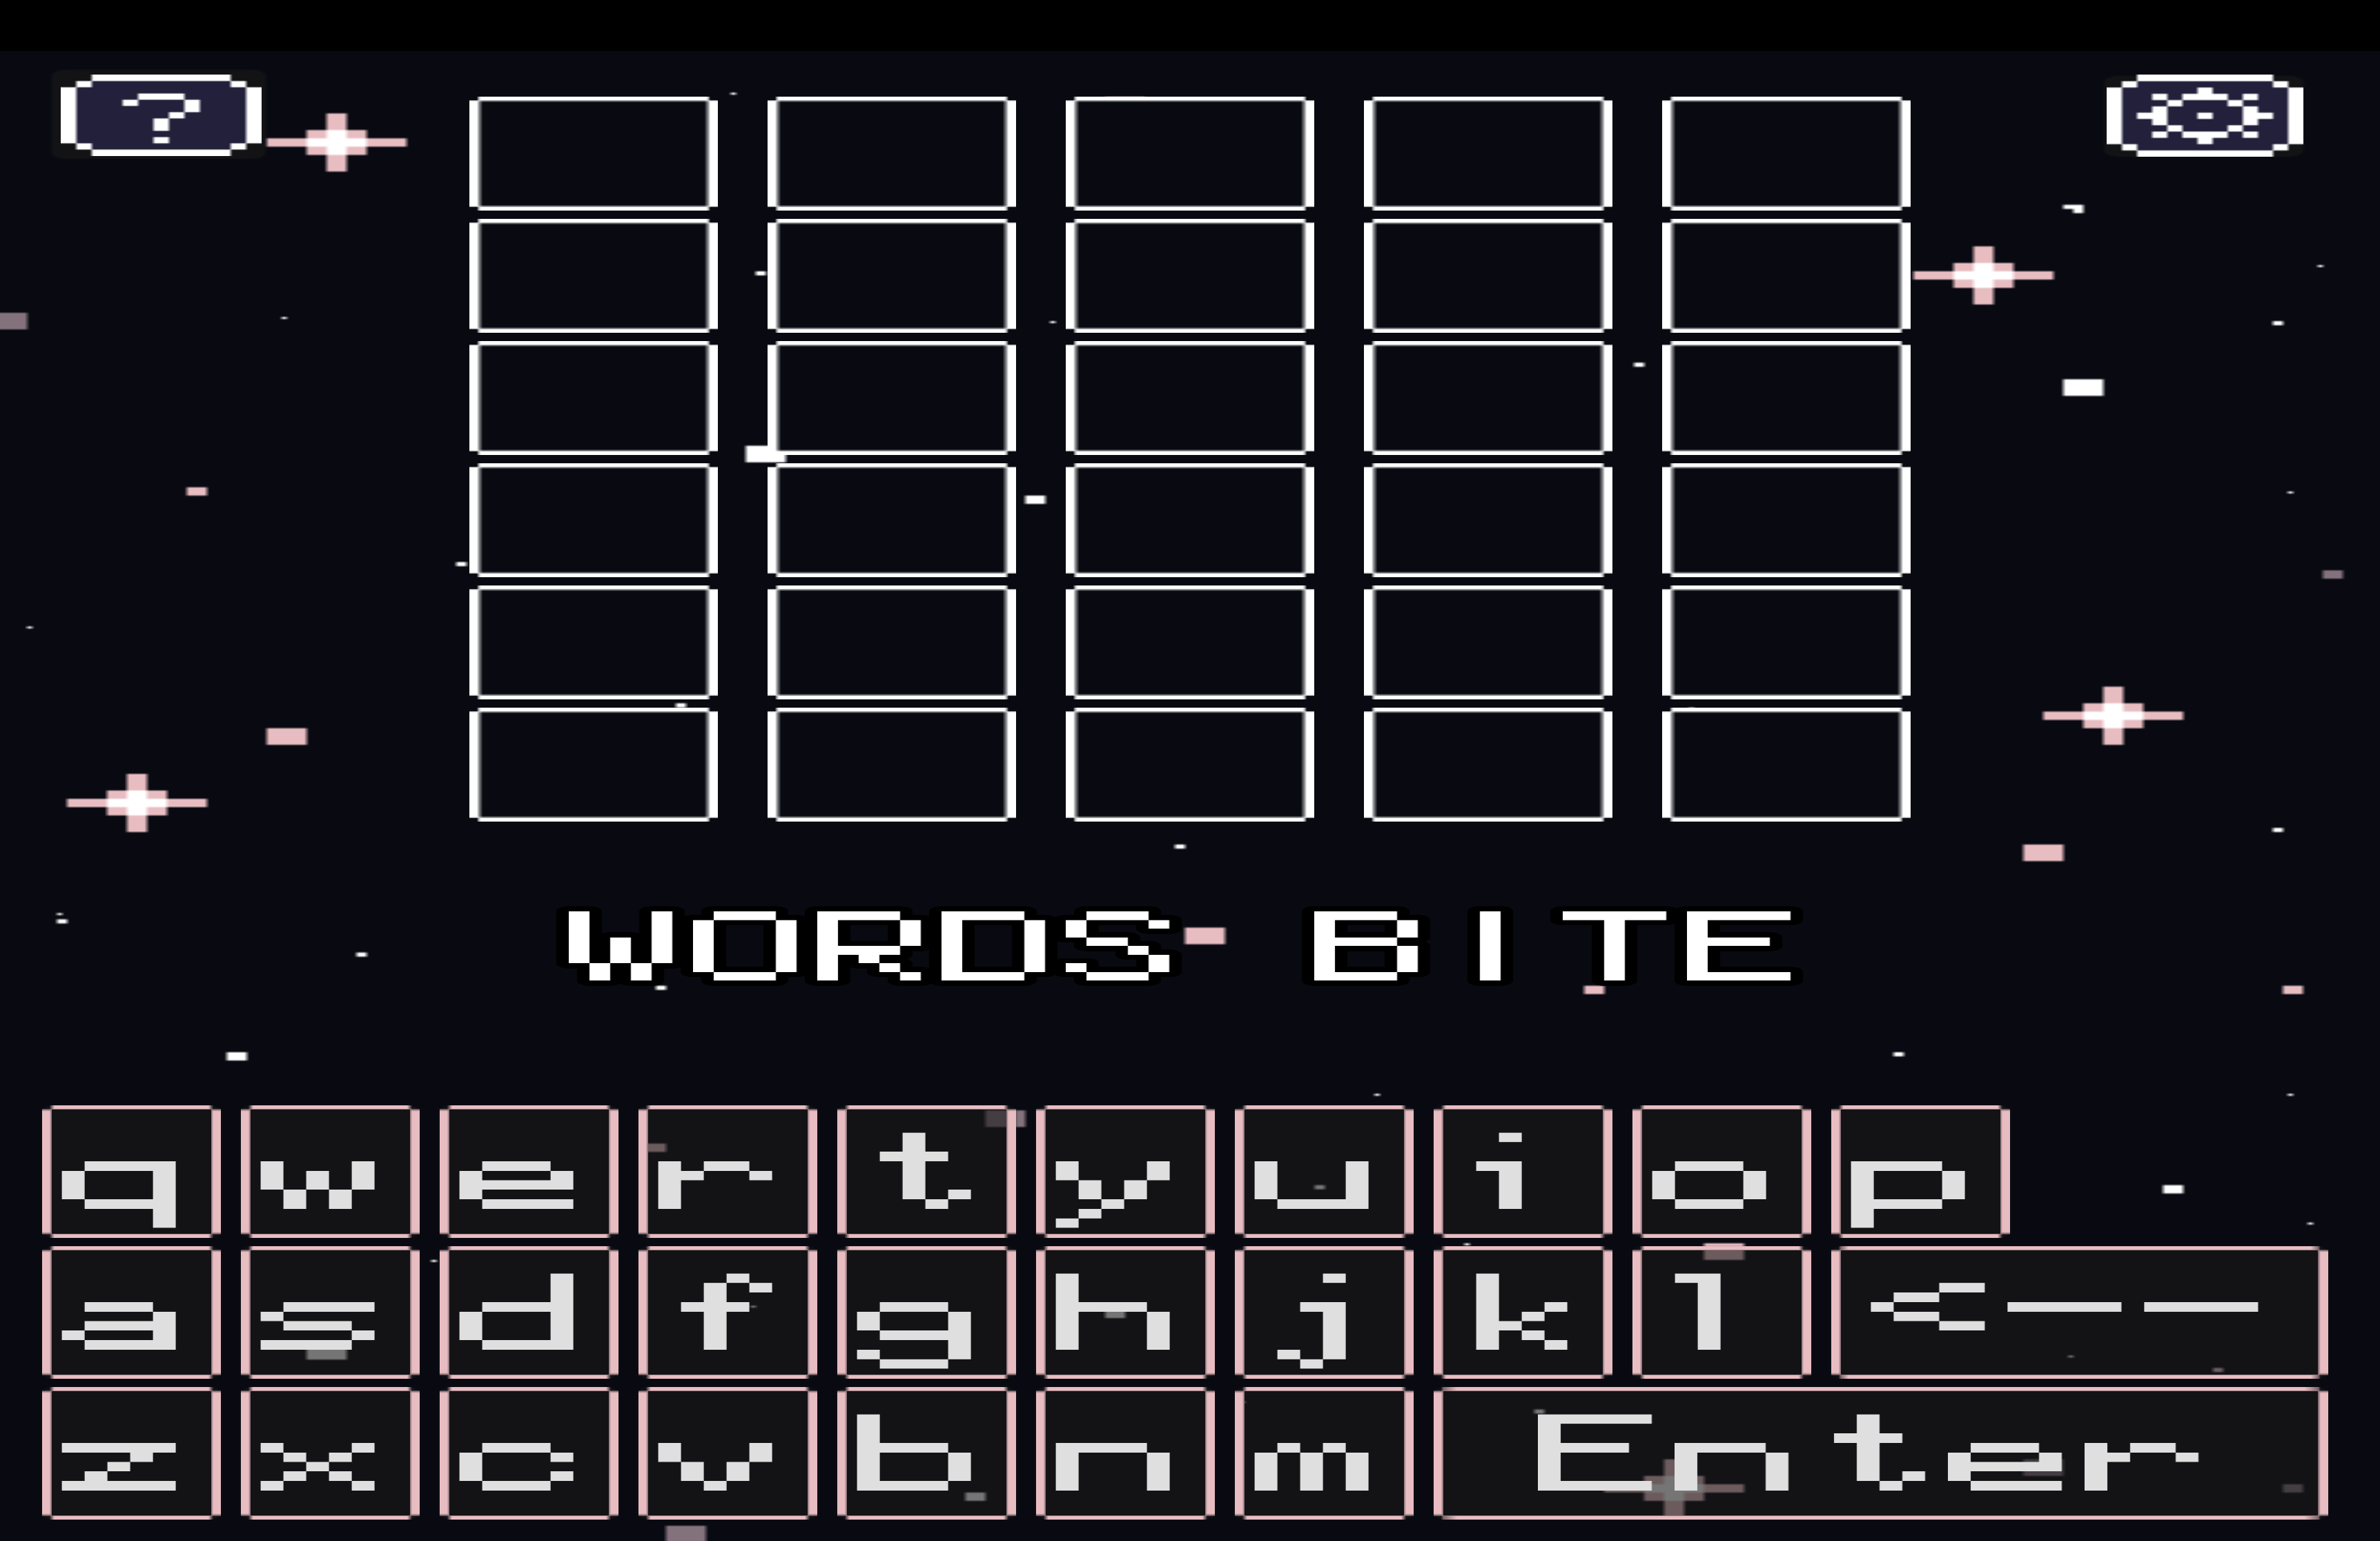 ?
WORDS BITE
q w e r t y u i o p
a s d f g h j k l <--
z x c v b n m Enter